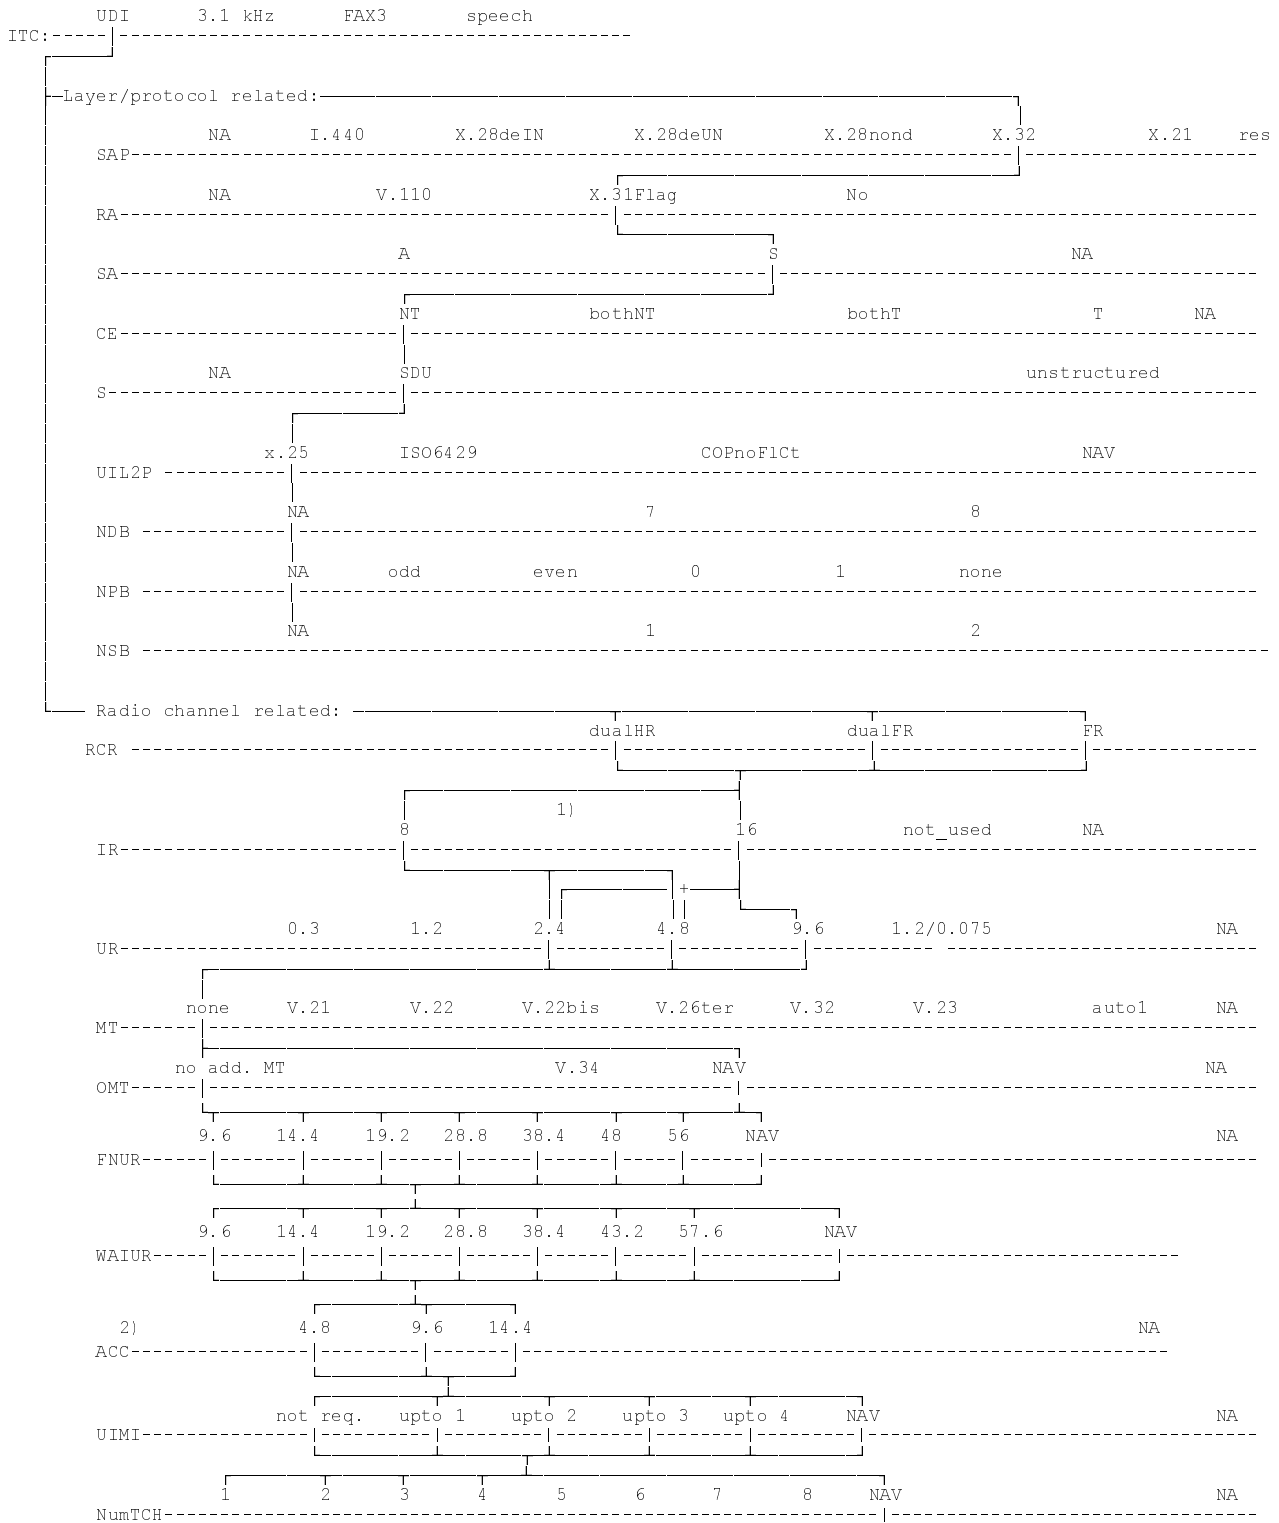 UDI 3.1 kHz FAX3 speech
ITC:
Layer/protocol related:
NA I.440 X.28deIN X.28deUN X.28nond X.32 X.21 res
SAP
NA V.110 X.31Flag No
RA
A S NA
SA
NT bothNT bothT T NA
CE
NA SDU unstructured
S
x.25 ISO6429 COPnoFlCt NAV
UIL2P
NA 7 8
NDB
NA odd even 0 1 none
NPB
NA 1 2
NSB
Radio channel related:
dualHR dualFR FR
RCR
1)
8 16 not_used NA
IR
+
0.3 1.2 2.4 4.8 9.6 1.2/0.075 NA
UR
none V.21 V.22 V.22bis V.26ter V.32 V.23 auto1 NA
MT
no add. MT V.34 NAV NA
OMT
9.6 14.4 19.2 28.8 38.4 48 56 NAV NA
FNUR
9.6 14.4 19.2 28.8 38.4 43.2 57.6 NAV
WAIUR
2) 4.8 9.6 14.4 NA
ACC
not req. upto 1 upto 2 upto 3 upto 4 NAV NA
UIMI
1 2 3 4 5 6 7 8 NAV NA
NumTCH